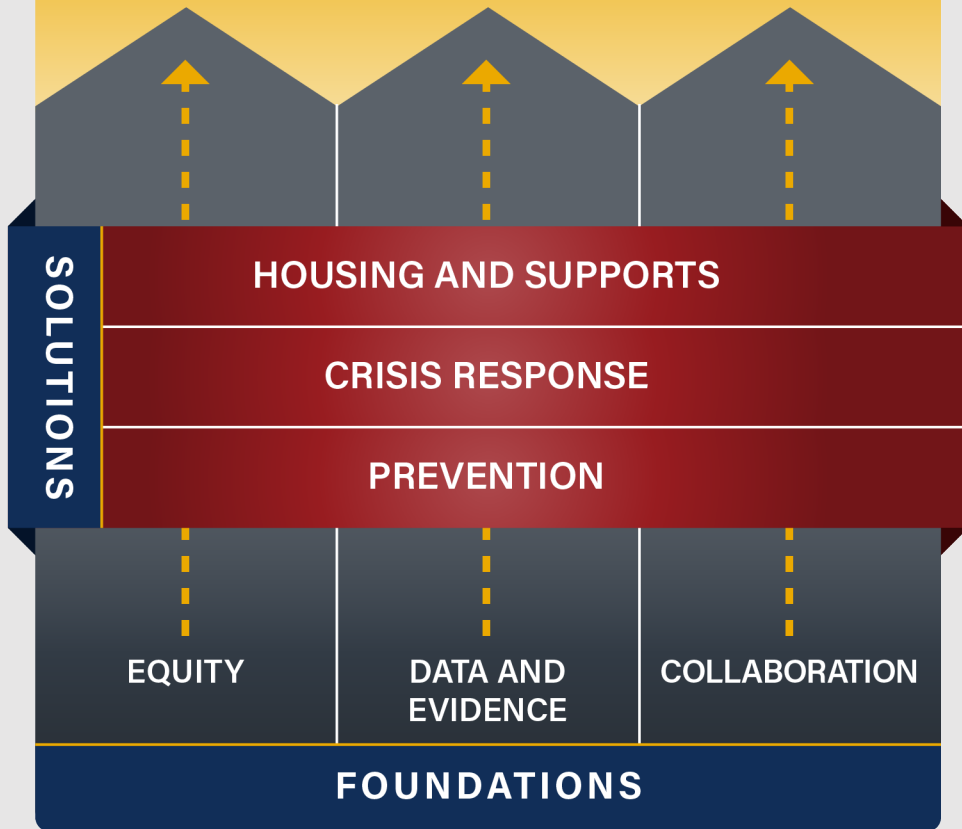 SOLUTIONS
HOUSING AND SUPPORTS
CRISIS RESPONSE
PREVENTION
EQUITY
DATA AND
EVIDENCE
COLLABORATION
FOUNDATIONS